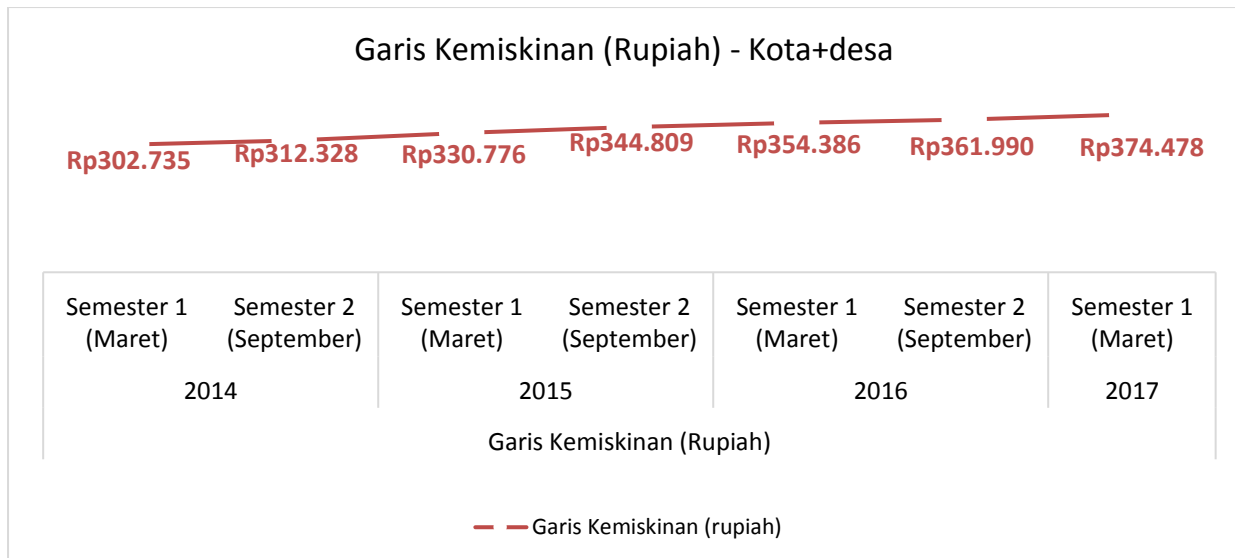 Garis Kemiskinan (Rupiah) - Kota+desa
Rp302.735 Rp312.328 Rp330.776 Rp344.809 Rp354.386 Rp361.990 Rp374.478
Semester 1 Semester 2 Semester 1 Semester 2 Semester 1 Semester 2 Semester 1
(Maret) (September) (Maret) (September) (Maret) (September) (Maret)
2014 2015 2016 2017
Garis Kemiskinan (Rupiah)
Garis Kemiskinan (rupiah)